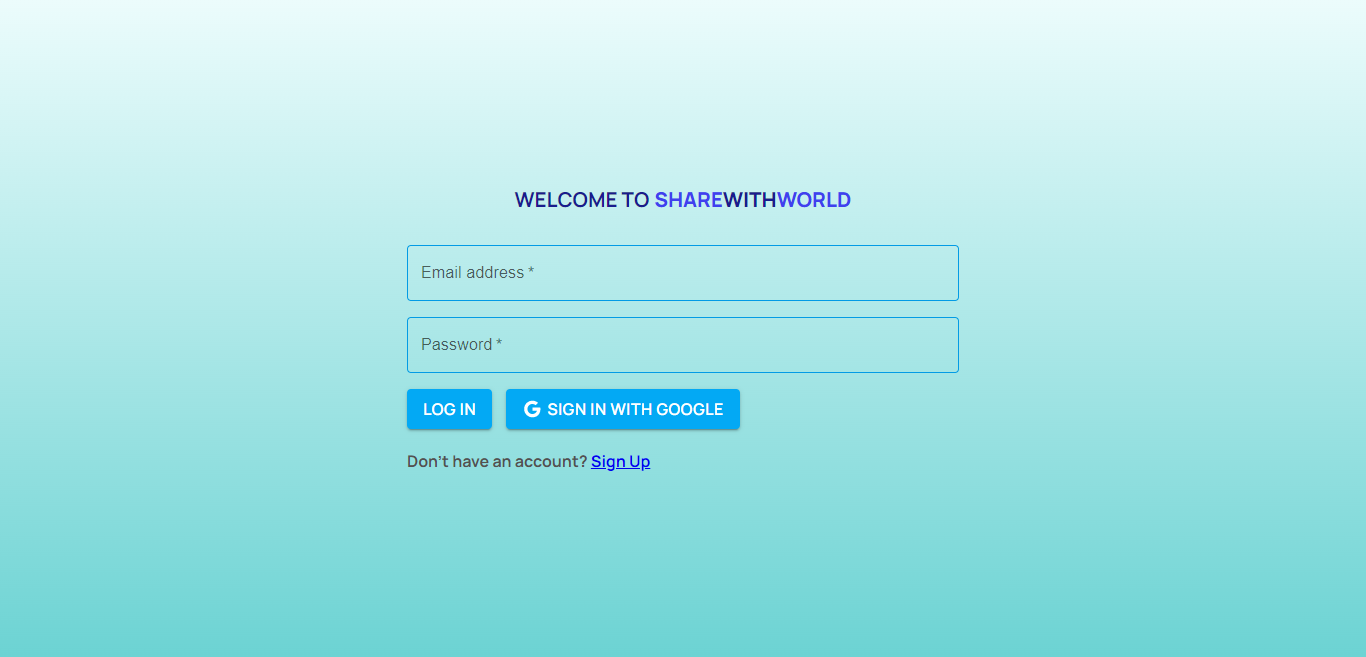 WELCOME TO SHAREWITHWORLD
Email address *
Password *
LOG IN
SIGN IN WITH GOOGLE
Don't have an account? Sign Up